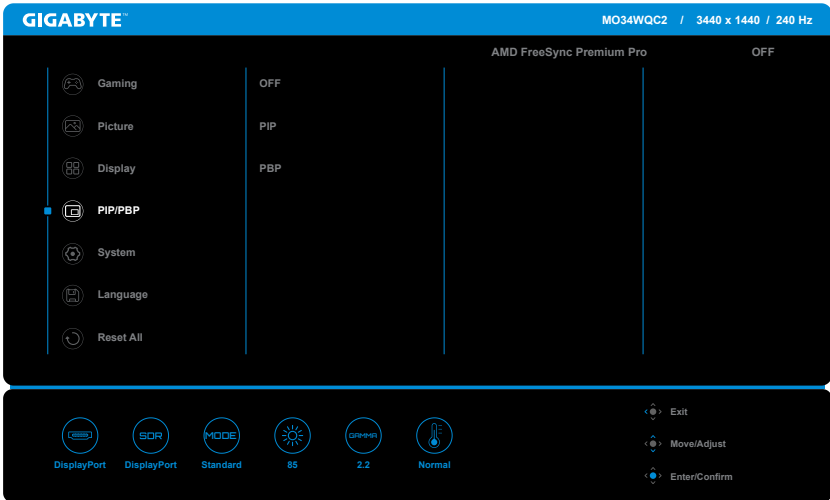 GIGABYTE™ MO34WQC2 / 3440 x 1440 / 240 Hz
AMD FreeSync Premium Pro OFF
Gaming OFF
Picture PIP
Display PBP
PIP/PBP
System
Language
Reset All
Exit
SDR MODE GAMMA
Move/Adjust
DisplayPort DisplayPort Standard 85 2.2 Normal
Enter/Confirm